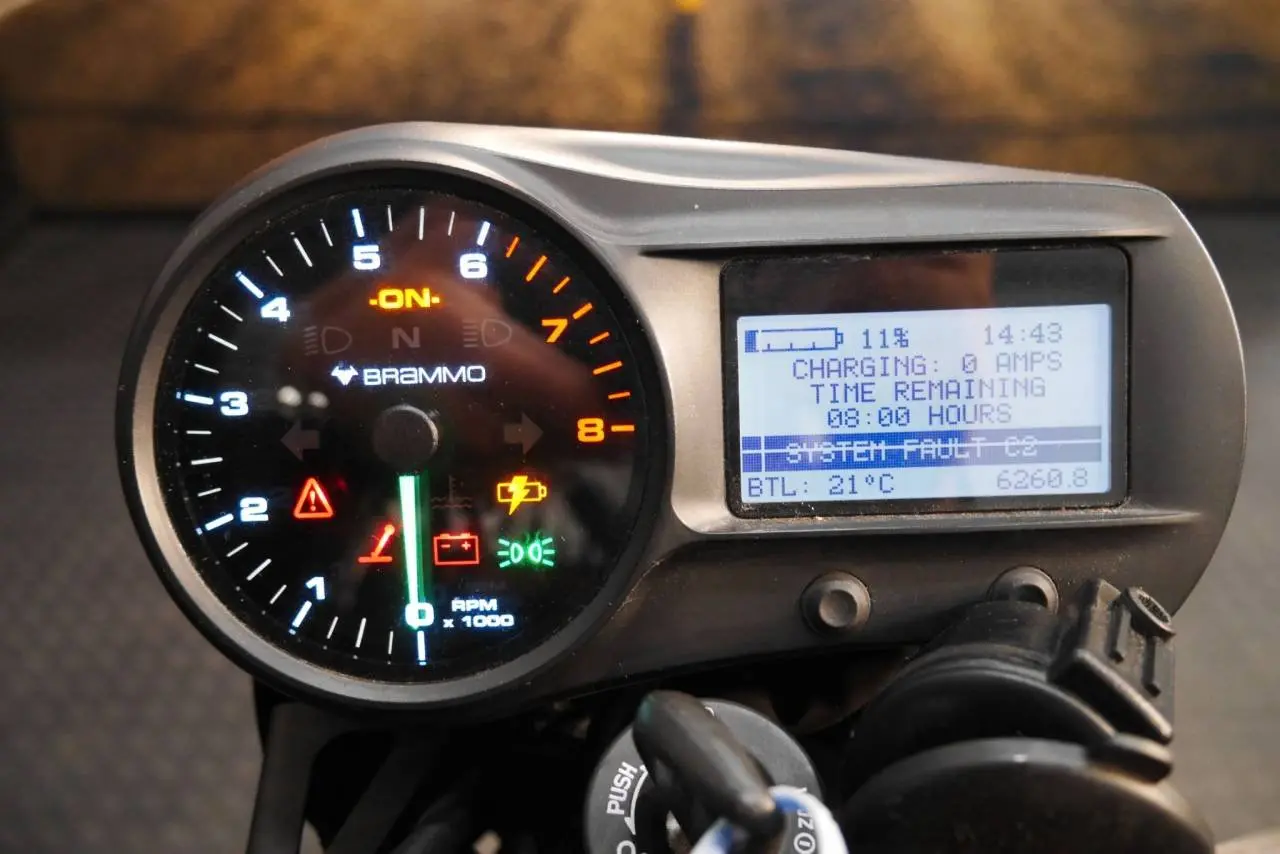 5
6
4
-ON-
7
N
BRAMMO
3
8
2
1
0
RPM
x 1000
11% 14:43
CHARGING: 0 AMPS
TIME REMAINING
08:00 HOURS
SYSTEM FAULT C2
BTL: 21°C 6260.8
PUSH